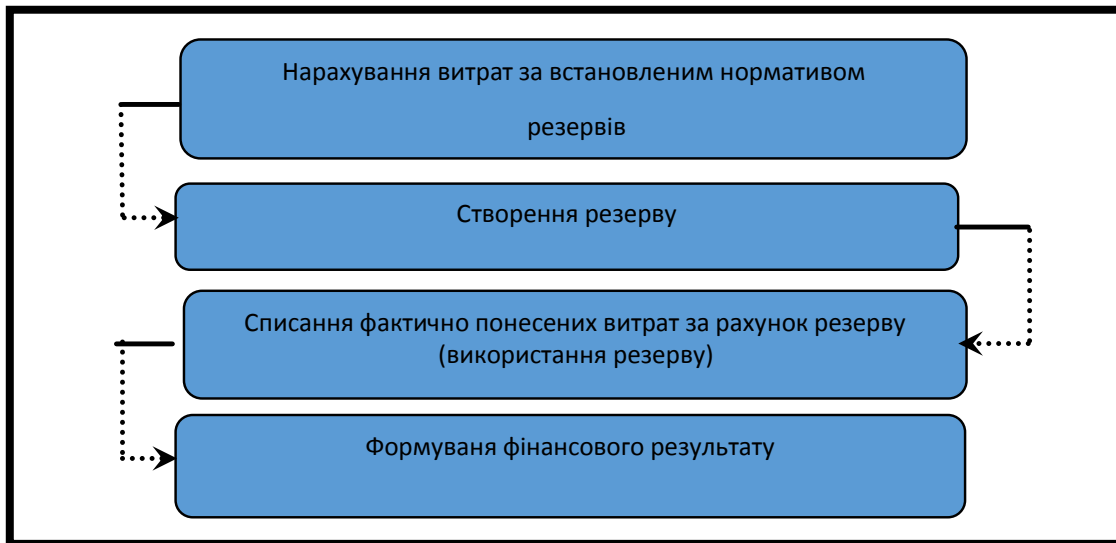 Нарахування витрат за встановленим нормативом
резервів
Створення резерву
Списання фактично понесених витрат за рахунок резерву
(використання резерву)
Формуваня фінансового результату